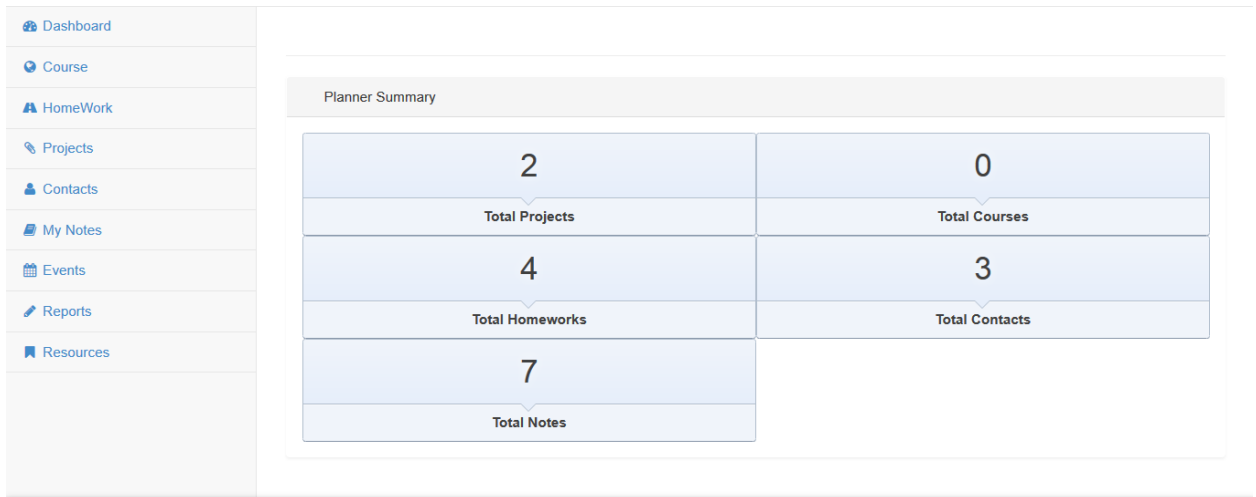 Dashboard
Course
HomeWork
Projects
Contacts
My Notes
Events
Reports
Resources
Planner Summary
2
Total Projects
0
Total Courses
4
Total Homeworks
3
Total Contacts
7
Total Notes